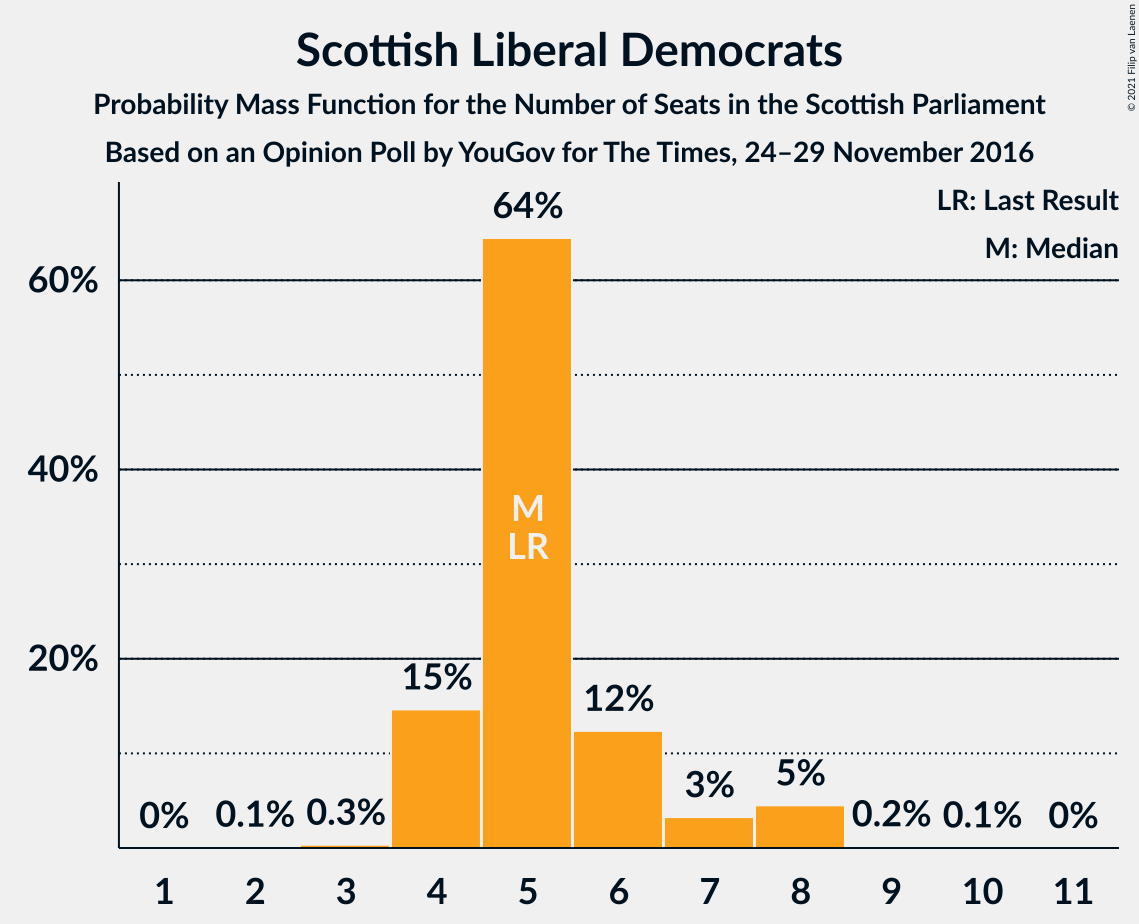 Scottish Liberal Democrats
Probability Mass Function for the Number of Seats in the Scottish Parliament
Based on an Opinion Poll by YouGov for The Times, 24–29 November 2016
© 2021 Filip van Laenen
LR: Last Result
M: Median
60%
40%
20%
0%
0.1%
0.3%
15%
64%
M
LR
12%
3%
5%
0.2%
0.1%
0%
1 2 3 4 5 6 7 8 9 10 11